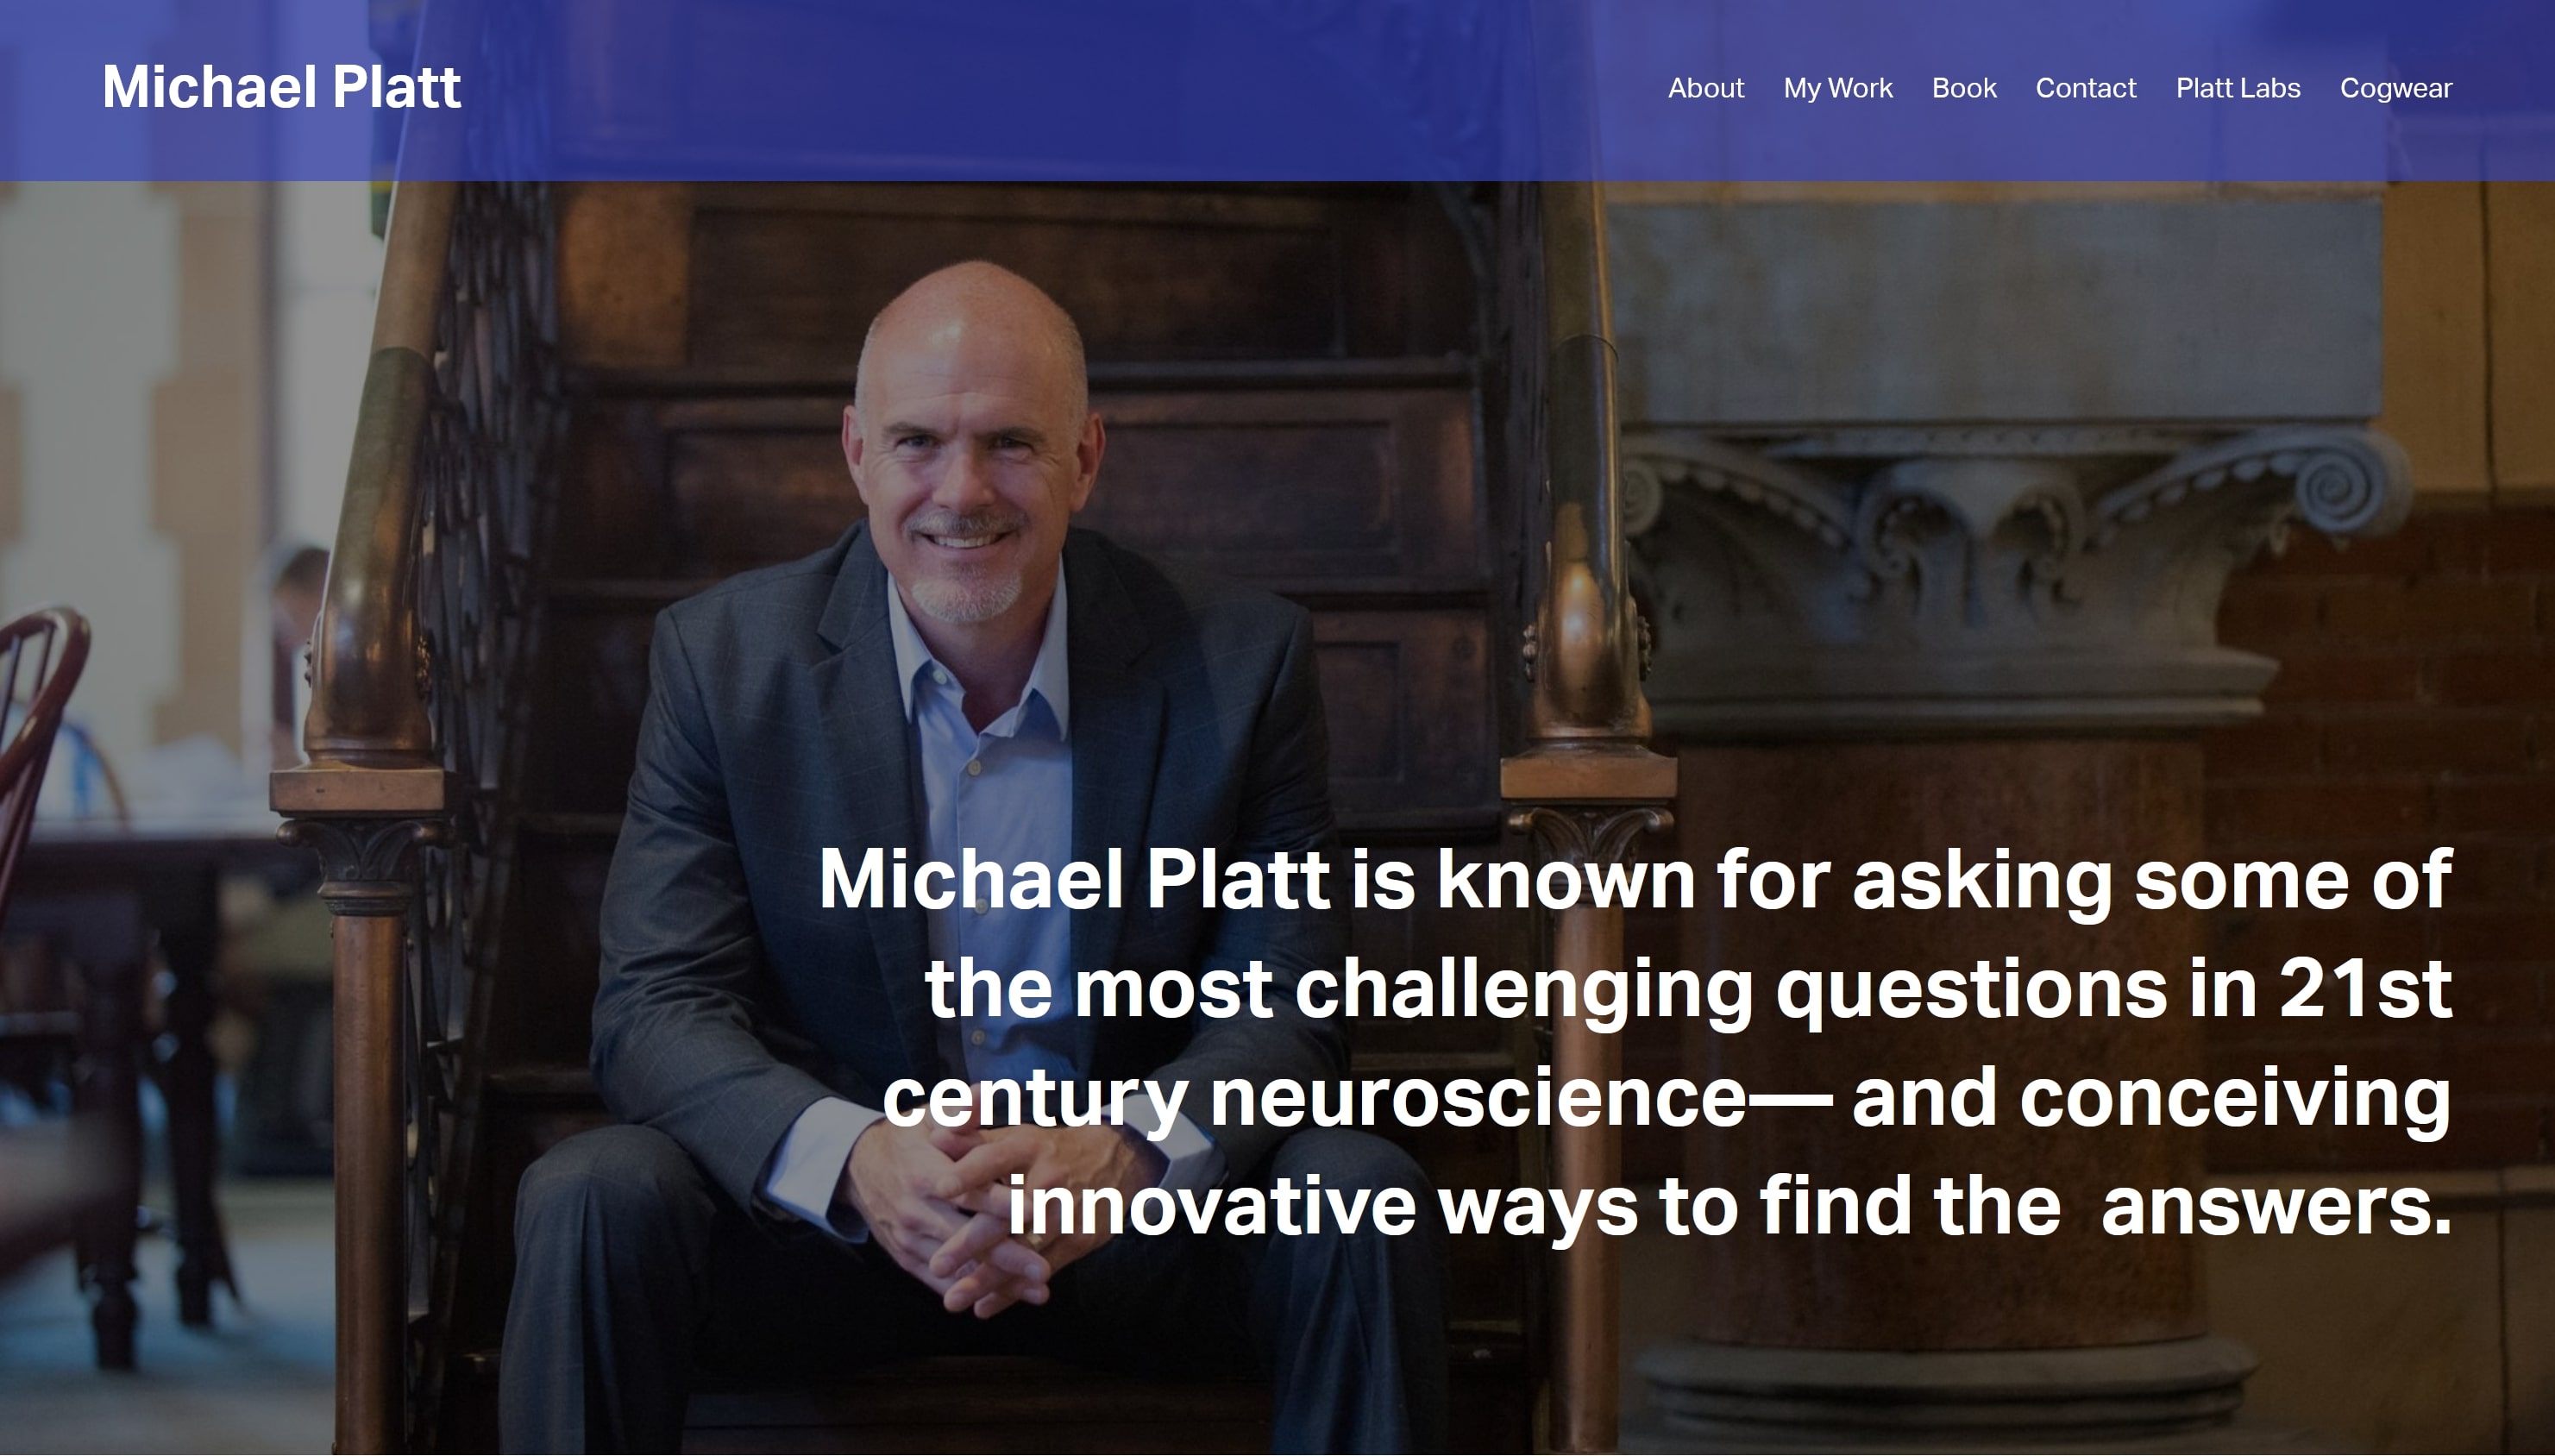 Michael Platt
About My Work Book Contact Platt Labs Cogwear
Michael Platt is known for asking some of
the most challenging questions in 21st
century neuroscience— and conceiving
innovative ways to find the  answers.